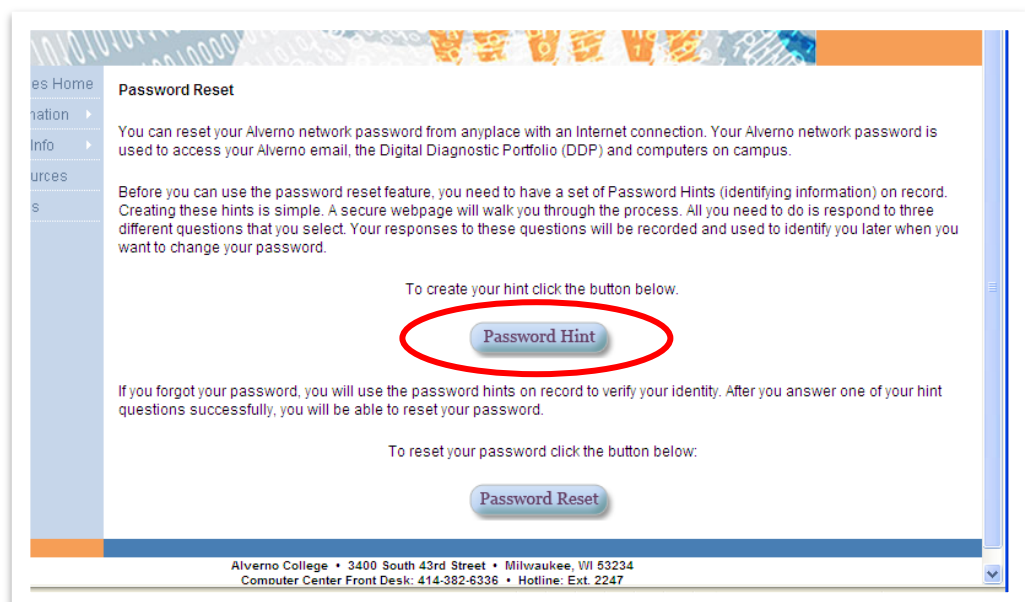 es Home
Password Reset
nation
You can reset your Alverno network password from anyplace with an Internet connection. Your Alverno network password is
Info
used to access your Alverno email, the Digital Diagnostic Portfolio (DDP) and computers on campus.
urces
Before you can use the password reset feature, you need to have a set of Password Hints (identifying information) on record.
s
Creating these hints is simple. A secure webpage will walk you through the process. All you need to do is respond to three
different questions that you select. Your responses to these questions will be recorded and used to identify you later when you
want to change your password.
To create your hint click the button below.
Password Hint
If you forgot your password, you will use the password hints on record to verify your identity. After you answer one of your hint
questions successfully, you will be able to reset your password.
To reset your password click the button below:
Password Reset
Alverno College • 3400 South 43rd Street • Milwaukee, WI 53234
Computer Center Front Desk: 414-382-6336 • Hotline: Ext. 2247